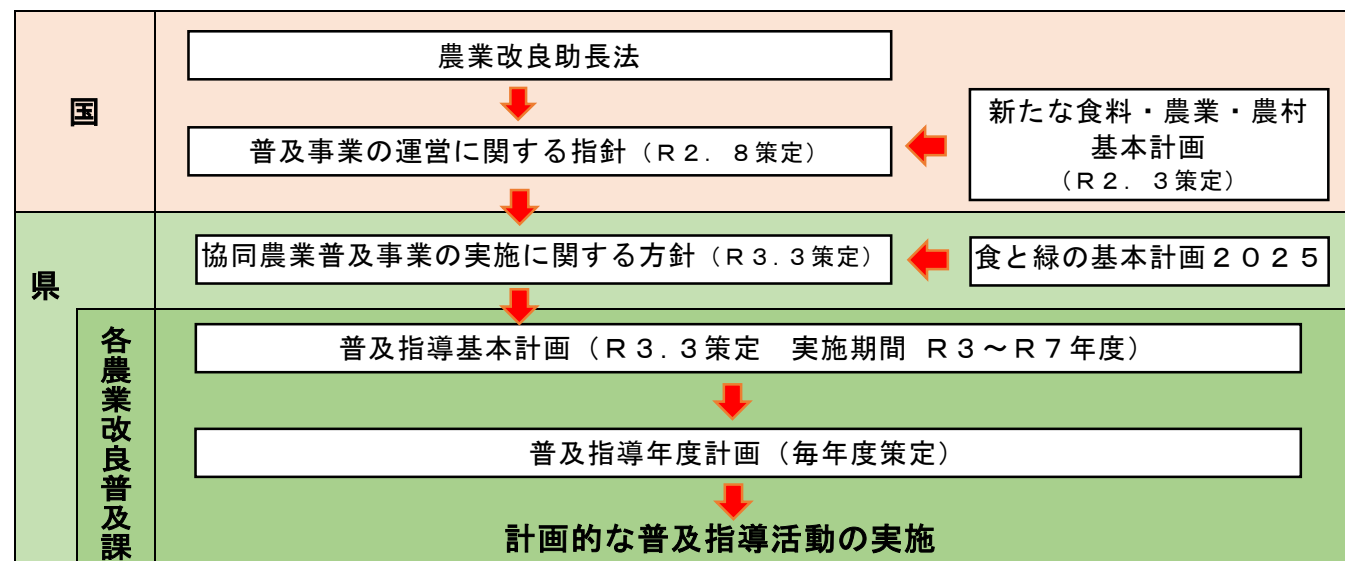 国
農業改良助長法
普及事業の運営に関する指針（R２．８策定）
新たな食料・農業・農村
基本計画
（R２．３策定）
県
協同農業普及事業の実施に関する方針（R３.３策定）
食と緑の基本計画２０２５
各農業改良普及課
普及指導基本計画（R３.３策定　実施期間 R３～R７年度）
普及指導年度計画（毎年度策定）
計画的な普及指導活動の実施